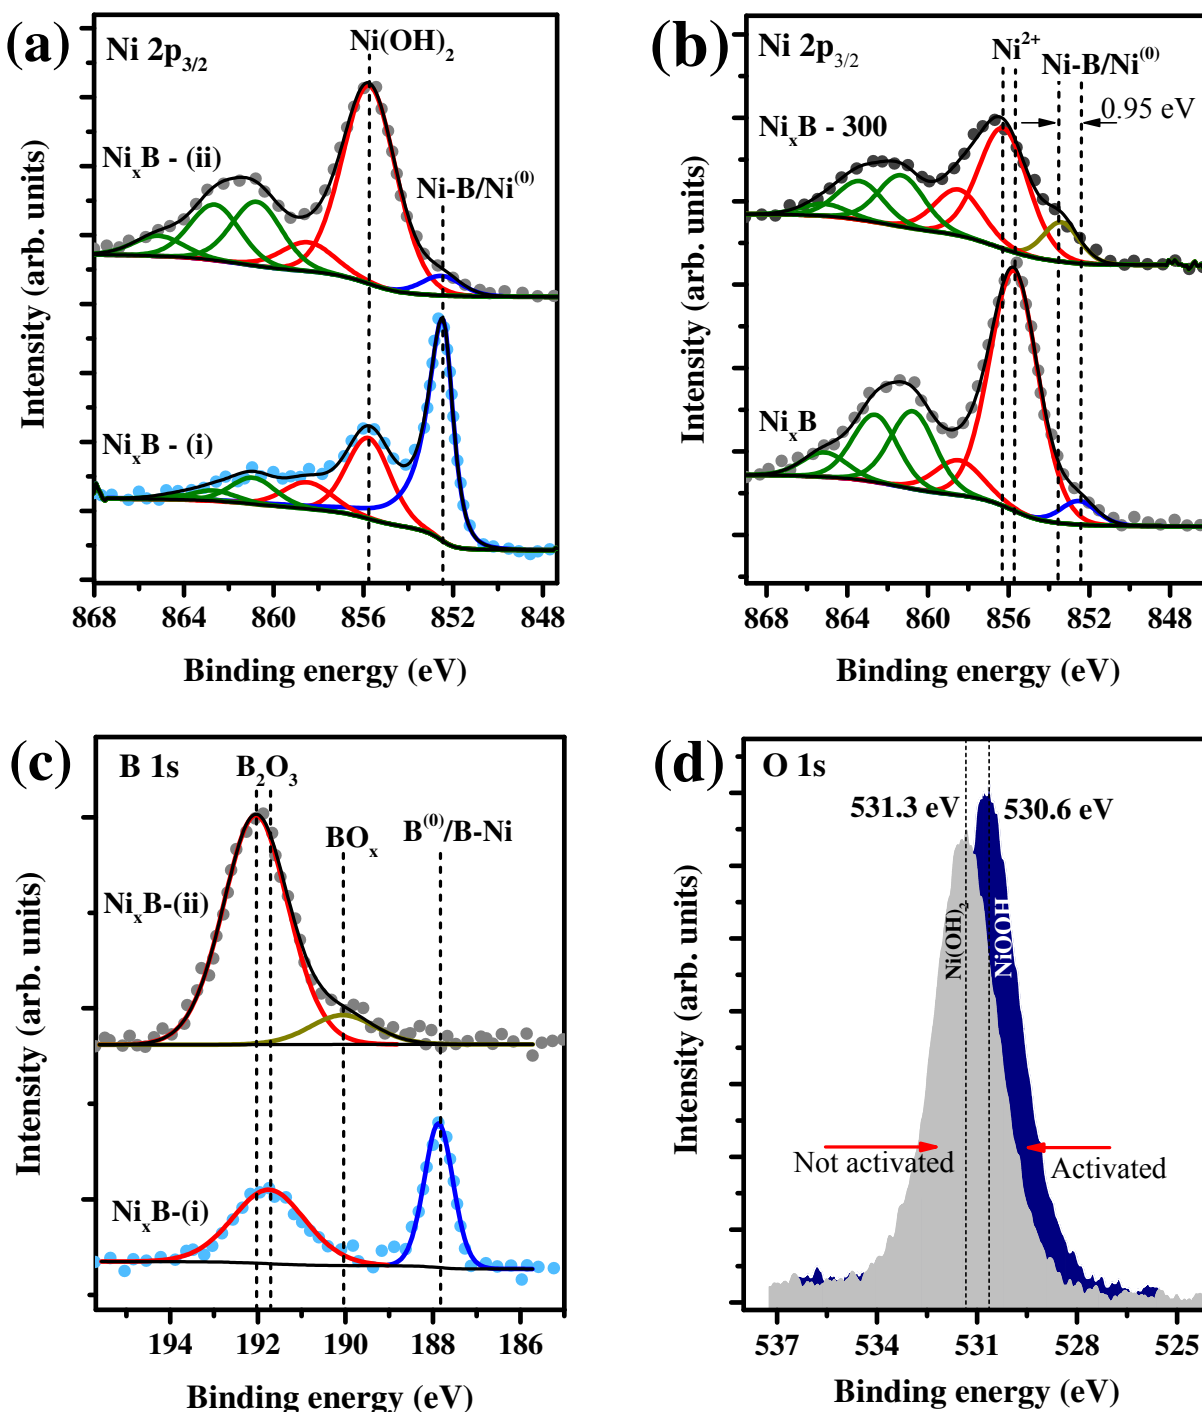 (a)
Ni 2p3/2
Ni(OH)2
NixB - (ii)
Ni-B/Ni(0)
NixB - (i)
Intensity (arb. units)
868 864 860 856 852 848
Binding energy (eV)
(b)
Ni 2p3/2
Ni2+
Ni-B/Ni(0)
0.95 eV
NixB - 300
NixB
Intensity (arb. units)
868 864 860 856 852 848
Binding energy (eV)
(c)
B 1s
B2O3
BOx
B(0)/B-Ni
NixB-(ii)
NixB-(i)
Intensity (arb. units)
194 192 190 188 186
Binding energy (eV)
(d)
O 1s
531.3 eV
530.6 eV
Ni(OH)2
NiOOH
Not activated
Activated
Intensity (arb. units)
537 534 531 528 525
Binding energy (eV)